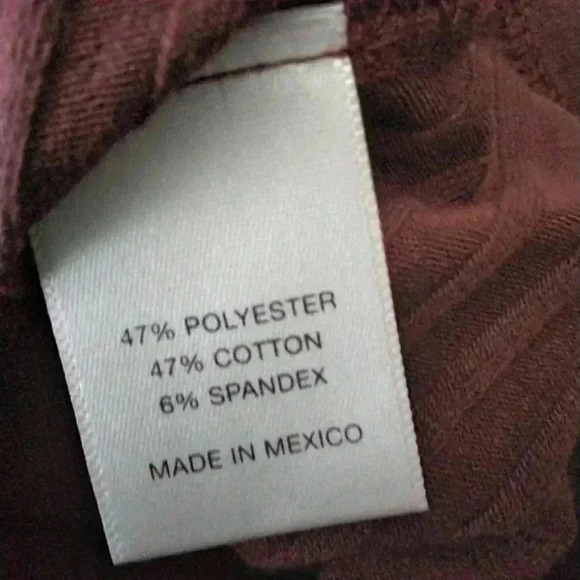 47% POLYESTER
47% COTTON
6% SPANDEX
MADE IN MEXICO